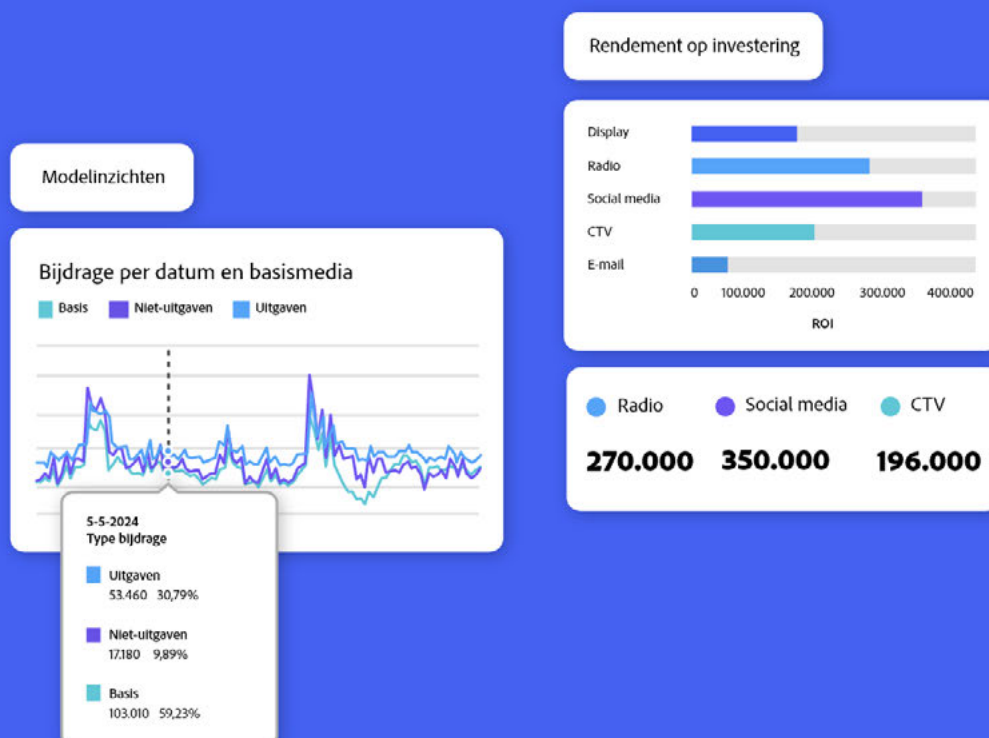 Modelinzichten
Bijdrage per datum en basismedia
Basis Niet-uitgaven Uitgaven
5-5-2024
Type bijdrage
Uitgaven
53.460 30,79%
Niet-uitgaven
17.180 9,89%
Basis
103.010 59,23%
Rendement op investering
Display
Radio
Social media
CTV
E-mail
0 100.000 200.000 300.000 400.000
ROI
Radio Social media CTV
270.000 350.000 196.000